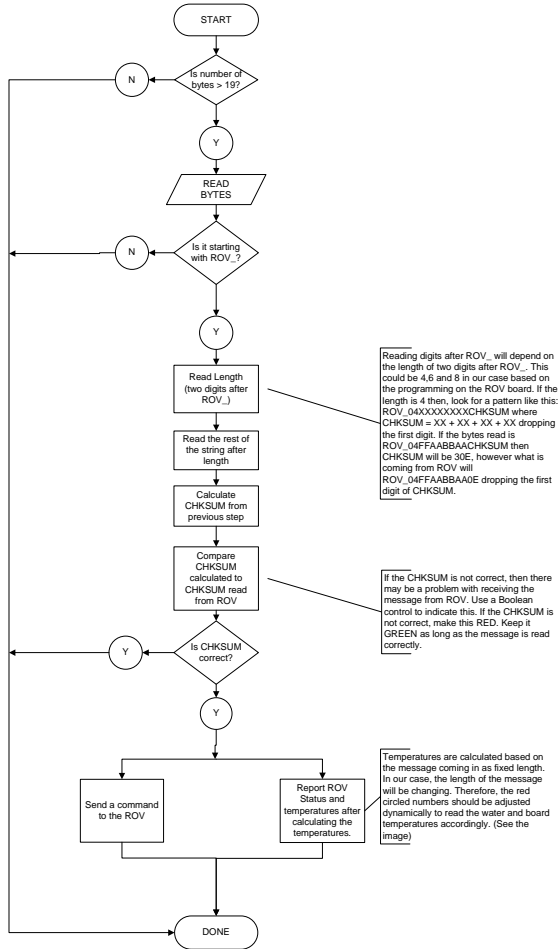 START
Is number of
bytes > 19?
N
Y
READ
BYTES
Is it starting
with ROV_?
N
Y
Read Length
(two digits after
ROV_)
Reading digits after ROV_ will depend on
the length of two digits after ROV_. This
could be 4,6 and 8 in our case based on
the programming on the ROV board. If the
length is 4 then, look for a pattern like this:
ROV_04XXXXXXXXCHKSUM where
CHKSUM = XX + XX + XX + XX dropping
the first digit. If the bytes read is
ROV_04FFAABBAACHKSUM then
CHKSUM will be 30E, however what is
coming from ROV will
ROV_04FFAABBAA0E dropping the first
digit of CHKSUM.
Read the rest of
the string after
length
Calculate
CHKSUM from
previous step
Compare
CHKSUM
calculated to
CHKSUM read
from ROV
If the CHKSUM is not correct, then there
may be a problem with receiving the
message from ROV. Use a Boolean
control to indicate this. If the CHKSUM is
not correct, make this RED. Keep it
GREEN as long as the message is read
correctly.
Is CHKSUM
correct?
Y
Y
Send a command
to the ROV
Report ROV
Status and
temperatures after
calculating the
temperatures.
Temperatures are calculated based on
the message coming in as fixed length.
In our case, the length of the message
will be changing. Therefore, the red
circled numbers should be adjusted
dynamically to read the water and board
temperatures accordingly. (See the
image)
DONE